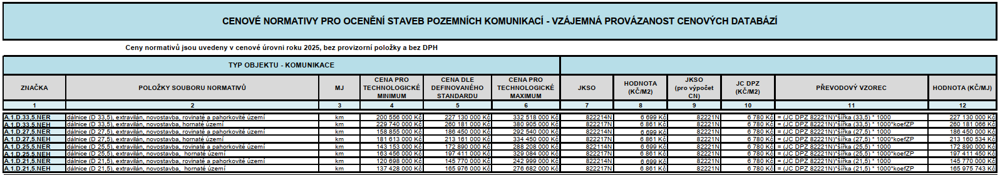 CENOVÉ NORMATIVY PRO OCENĚNÍ STAVEB POZEMNÍCH KOMUNIKACÍ - VZÁJEMNÁ PROVÁZANOST CENOVÝCH DATABÁZÍ
Ceny normativů jsou uvedeny v cenové úrovni roku 2025, bez provizorní položky a bez DPH
TYP OBJEKTU - KOMUNIKACE
ZNAČKA POLOŽKY SOUBORU NORMATIVŮ MJ CENA PRO TECHNOLOGICKÉ MINIMUM CENA DLE DEFINOVANÉHO STANDARDU CENA PRO TECHNOLOGICKÉ MAXIMUM JKSO HODNOTA (KČ/M2) JKSO (pro výpočet CN) JC DPZ (KČ/M2) PŘEVODOVÝ VZOREC HODNOTA (KČ/MJ)
1 2 3 4 5 6 7 8 9 10 11 12
A.1.D.33,5.NER dálnice (D 33,5), extravilán, novostavba, rovinaté a pahorkovité území km 200 556 000 Kč 227 130 000 Kč 332 518 000 Kč 822214N 6 699 Kč 82221N 6 780 Kč = (JC DPZ 82221N)*šířka (33,5) * 1000 227 130 000 Kč
A.1.D.33,5.NEH dálnice (D 33,5), extravilán, novostavba, hornaté území km 229 740 000 Kč 260 181 000 Kč 380 905 000 Kč 822217N 6 861 Kč 82221N 6 780 Kč = (JC DPZ 82221N)*šířka (33,5) * 1000*koefZP 260 181 066 Kč
A.1.D.27,5.NER dálnice (D 27,5), extravilán, novostavba, rovinaté a pahorkovité území km 158 855 000 Kč 186 450 000 Kč 292 540 000 Kč 822214N 6 699 Kč 82221N 6 780 Kč = (JC DPZ 82221N)*šířka (27,5) * 1000 186 450 000 Kč
A.1.D.27,5.NEH dálnice (D 27,5), extravilán, novostavba, hornaté území km 181 613 000 Kč 213 161 000 Kč 334 450 000 Kč 822217N 6 861 Kč 82221N 6 780 Kč = (JC DPZ 82221N)*šířka (27,5) * 1000*koefZP 213 160 534 Kč
A.1.D.25,5.NER dálnice (D 25,5), extravilán, novostavba, rovinaté a pahorkovité území km 143 153 000 Kč 172 890 000 Kč 288 208 000 Kč 822114N 6 699 Kč 82221N 6 780 Kč = (JC DPZ 82221N)*šířka (25,5) * 1000 172 890 000 Kč
A.1.D.25,5.NEH dálnice (D 25,5), extravilán, novostavba, hornaté území km 163 456 000 Kč 197 411 000 Kč 329 084 000 Kč 822217N 6 861 Kč 82221N 6 780 Kč = (JC DPZ 82221N)*šířka (25,5) * 1000*koefZP 197 411 450 Kč
A.1.D.21,5.NER dálnice (D 21,5), extravilán, novostavba, rovinaté a pahorkovité území km 120 698 000 Kč 145 770 000 Kč 242 999 000 Kč 822214N 6 699 Kč 82221N 6 780 Kč = (JC DPZ 82221N)*šířka (21,5) * 1000 145 770 000 Kč
A.1.D.21,5.NEH dálnice (D 21,5), extravilán, novostavba, hornaté území km 137 428 000 Kč 165 976 000 Kč 276 682 000 Kč 822217N 6 861 Kč 82221N 6 780 Kč = (JC DPZ 82221N)*šířka (21,5) * 1000*koefZP 165 975 743 Kč